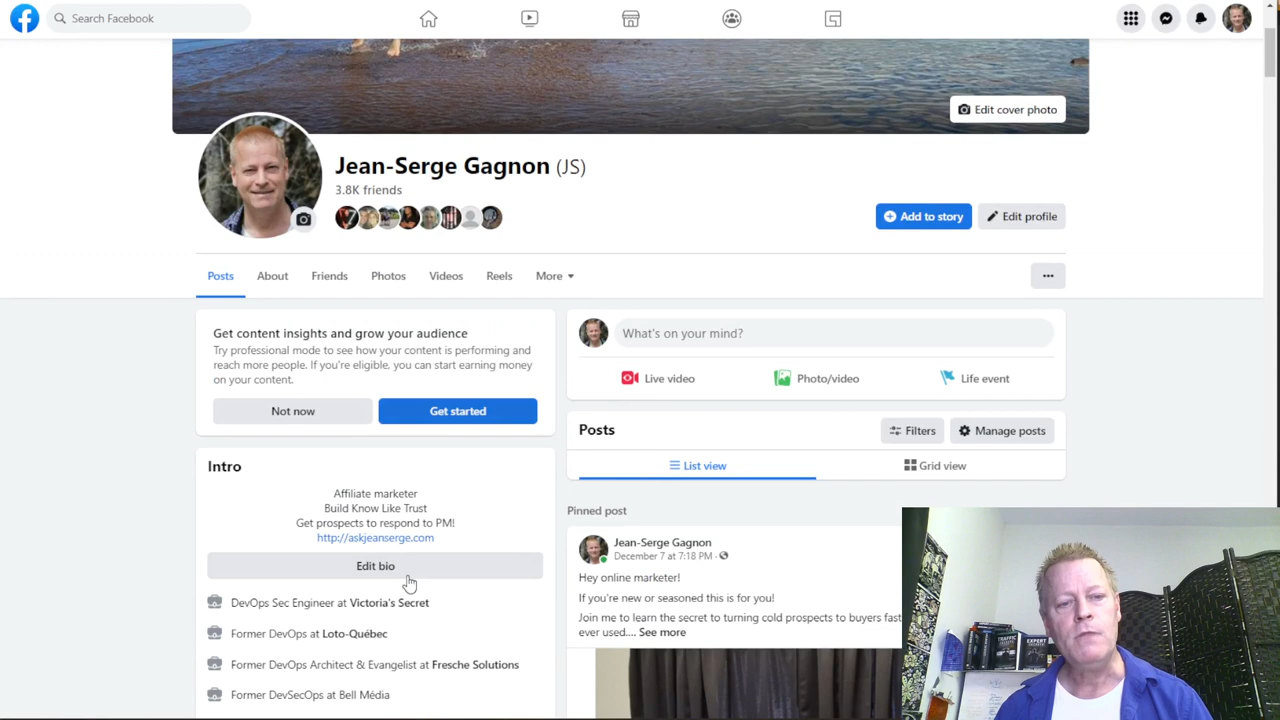 Search Facebook
Edit cover photo
Jean-Serge Gagnon (JS)
3.8K friends
Add to story
Edit profile
Posts
About
Friends
Photos
Videos
Reels
More
Get content insights and grow your audience
Try professional mode to see how your content is performing and
reach more people. If you're eligible, you can start earning money
on your content.
Not now
Get started
Intro
Affiliate marketer
Build Know Like Trust
Get prospects to respond to PM!
http://askjeanserge.com
Edit bio
DevOps Sec Engineer at Victoria's Secret
Former DevOps at Loto-Québec
Former DevOps Architect & Evangelist at Fresche Solutions
Former DevSecOps at Bell Média
What's on your mind?
Live video
Photo/video
Life event
Posts
Filters
Manage posts
List view
Grid view
Pinned post
Jean-Serge Gagnon
December 7 at 7:18 PM ·
Hey online marketer!
If you're new or seasoned this is for you!
Join me to learn the secret to turning cold prospects to buyers fast
ever used.... See more
TRAFFIC
SECRETS
EXPERT
SECRETS